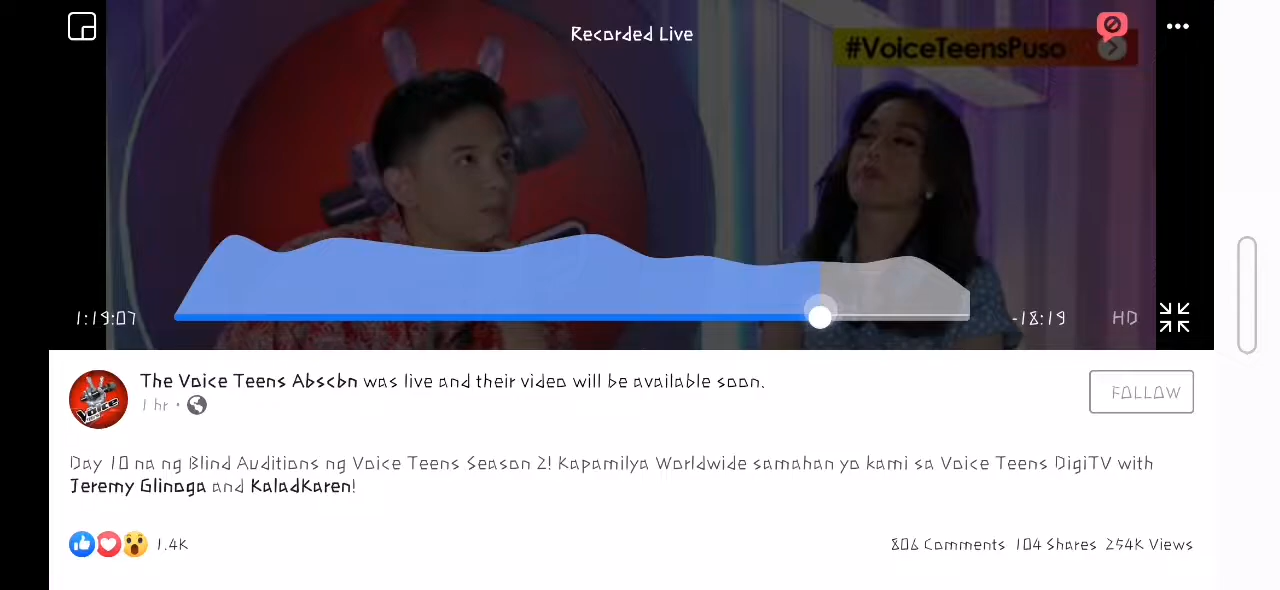 Recorded Live
#VoiceTeensPuso
1:19:07
-18:19
HD
The Voice Teens Abscbn was live and their video will be available soon.
1 hr ·
FOLLOW
Voice
Day 10 na ng Blind Auditions ng Voice Teens Season 2! Kapamilya Worldwide samahan yo kami sa Voice Teens DigiTV with
Jeremy Glinoga and KaladKaren!
1.4K
806 Comments 104 Shares 254K Views